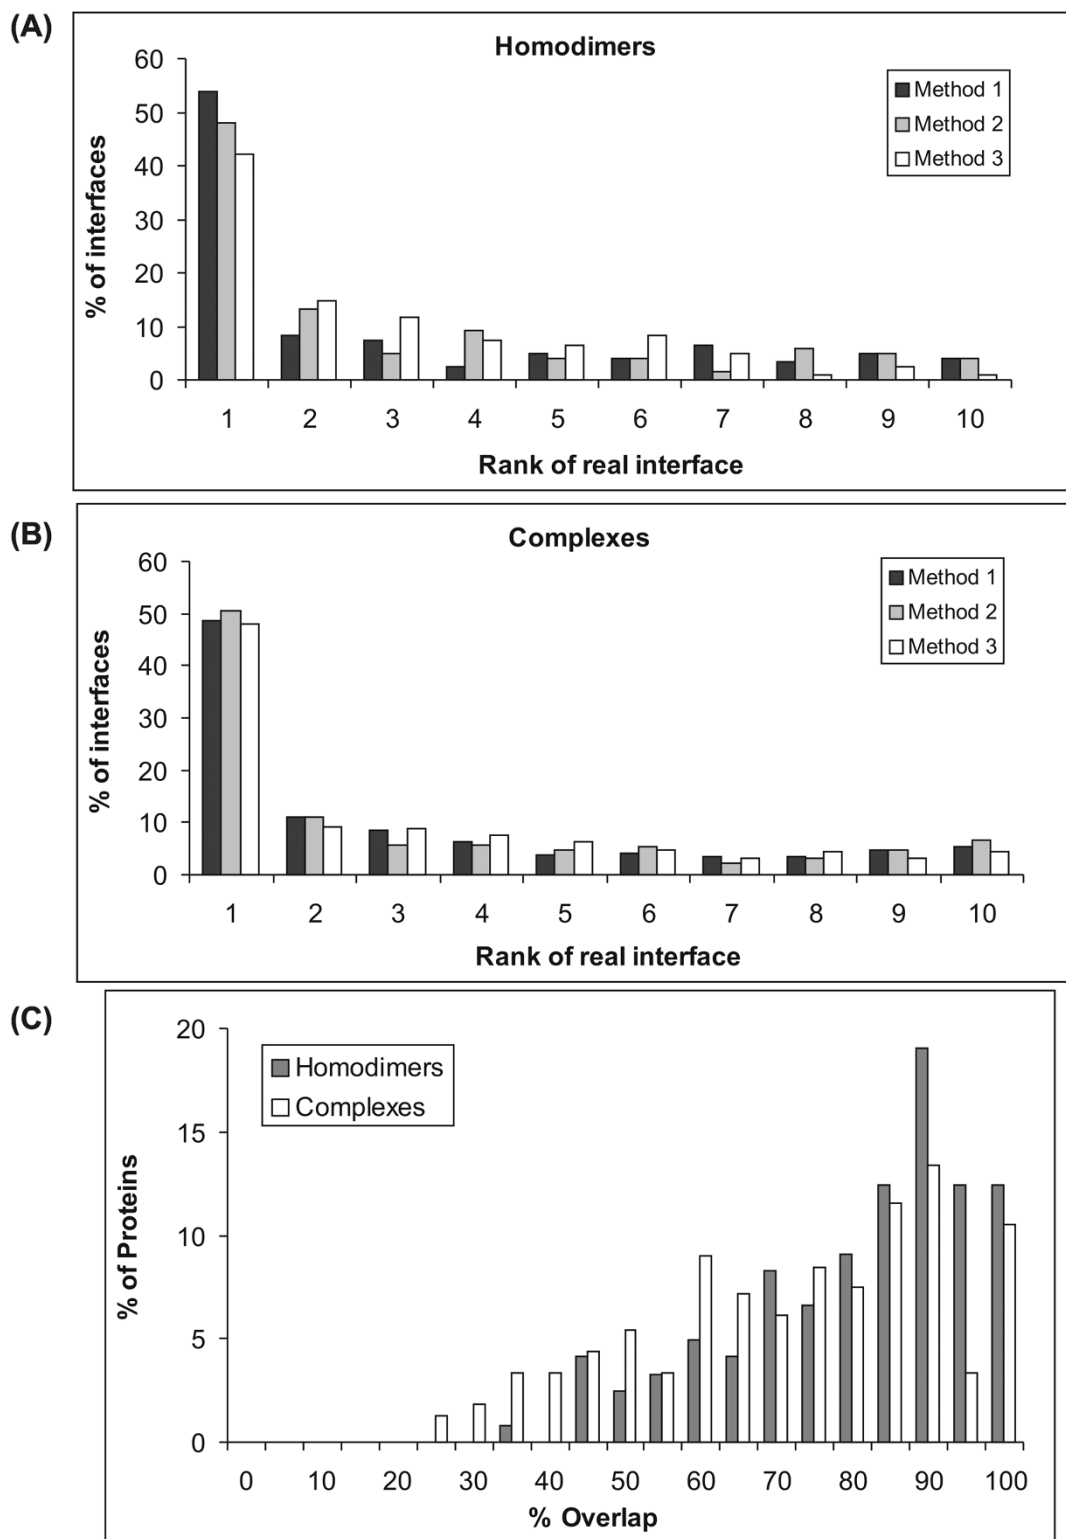 (A)
Homodimers
% of interfaces
60
50
40
30
20
10
0
Method 1
Method 2
Method 3
1 2 3 4 5 6 7 8 9 10
Rank of real interface
(B)
Complexes
% of interfaces
60
50
40
30
20
10
0
Method 1
Method 2
Method 3
1 2 3 4 5 6 7 8 9 10
Rank of real interface
(C)
% of Proteins
20
15
10
5
0
Homodimers
Complexes
0 10 20 30 40 50 60 70 80 90 100
% Overlap